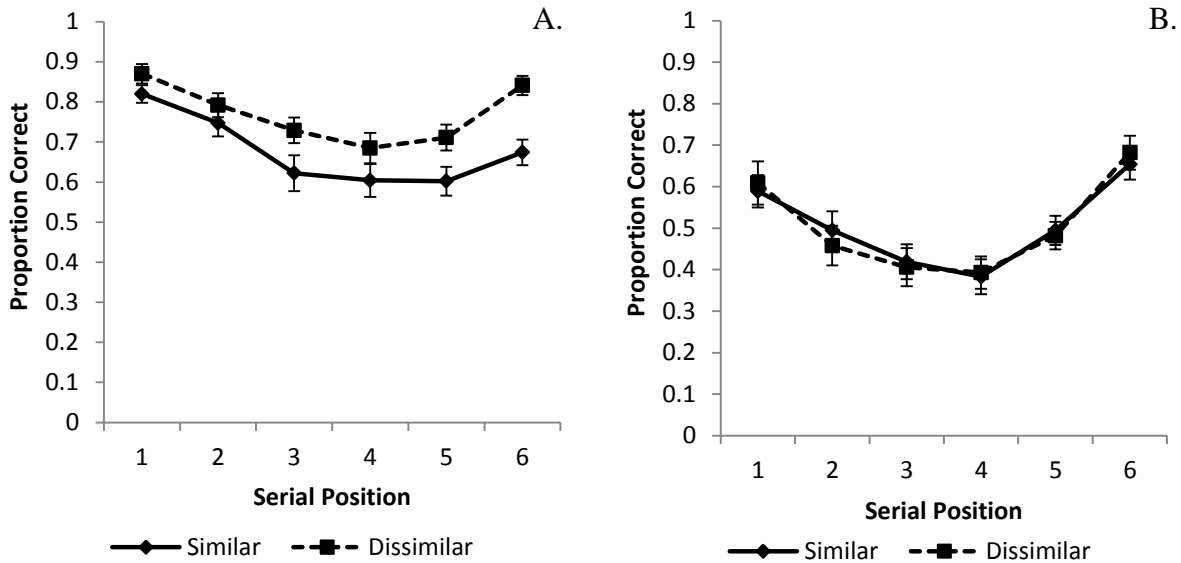 A.
1
0.9
0.8
0.7
0.6
0.5
0.4
0.3
0.2
0.1
0
Proportion Correct
1 2 3 4 5 6
Serial Position
Similar Dissimilar
B.
1
0.9
0.8
0.7
0.6
0.5
0.4
0.3
0.2
0.1
0
Proportion Correct
1 2 3 4 5 6
Serial Position
Similar Dissimilar